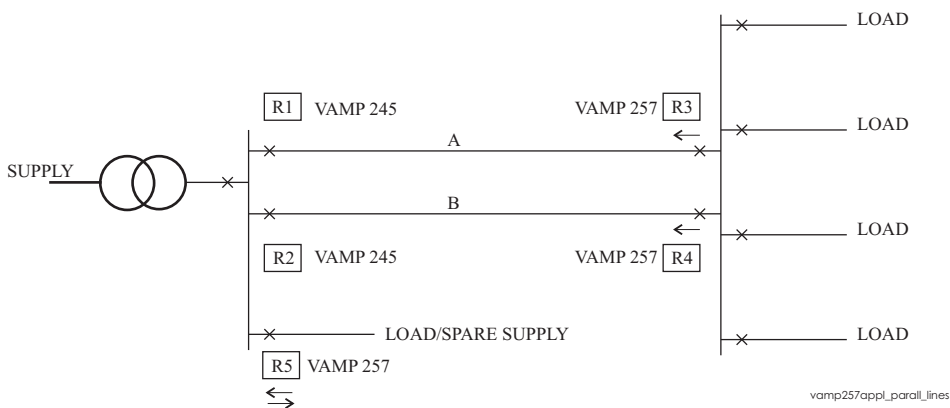 LOAD
R1 VAMP 245
VAMP 257 R3
LOAD
A
SUPPLY
B
R2 VAMP 245
VAMP 257 R4
LOAD
LOAD/SPARE SUPPLY
LOAD
R5 VAMP 257
vamp257appl_parall_lines